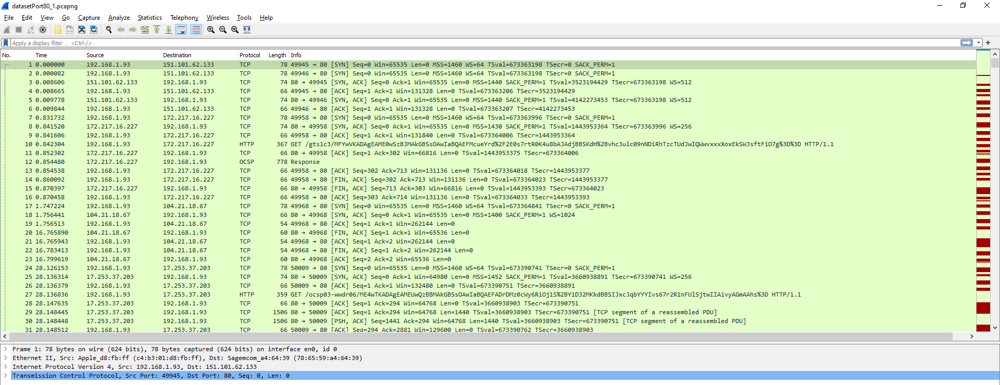 datasetPort80_1.pcapng
File Edit View Go Capture Analyze Statistics Telephony Wireless Tools Help
Apply a display filter ... <Ctrl-/>
No. Time Source Destination Protocol Length Info
1 0.000000 192.168.1.93 151.101.62.133 TCP 78 49945 → 80 [SYN] Seq=0 Win=65535 Len=0 MSS=1460 WS=64 TSval=673363198 TSecr=0 SACK_PERM=1
2 0.000082 192.168.1.93 151.101.62.133 TCP 78 49946 → 80 [SYN] Seq=0 Win=65535 Len=0 MSS=1460 WS=64 TSval=673363198 TSecr=0 SACK_PERM=1
3 0.008606 151.101.62.133 192.168.1.93 TCP 74 80 → 49945 [SYN, ACK] Seq=0 Ack=1 Win=65535 Len=0 MSS=1440 SACK_PERM=1 TSval=3523194429 TSecr=673363198 WS=512
4 0.008665 192.168.1.93 151.101.62.133 TCP 66 49945 → 80 [ACK] Seq=1 Ack=1 Win=131328 Len=0 TSval=673363206 TSecr=3523194429
5 0.009778 151.101.62.133 192.168.1.93 TCP 74 80 → 49946 [SYN, ACK] Seq=0 Ack=1 Win=65535 Len=0 MSS=1440 SACK_PERM=1 TSval=4142273453 TSecr=673363198 WS=512
6 0.009844 192.168.1.93 151.101.62.133 TCP 66 49946 → 80 [ACK] Seq=1 Ack=1 Win=131328 Len=0 TSval=673363207 TSecr=4142273453
7 0.831732 192.168.1.93 172.217.16.227 TCP 78 49958 → 80 [SYN] Seq=0 Win=65535 Len=0 MSS=1460 WS=64 TSval=673363996 TSecr=0 SACK_PERM=1
8 0.841520 172.217.16.227 192.168.1.93 TCP 74 80 → 49958 [SYN, ACK] Seq=0 Ack=1 Win=65535 Len=0 MSS=1430 SACK_PERM=1 TSval=1443953364 TSecr=673363996 WS=256
9 0.841606 192.168.1.93 172.217.16.227 TCP 66 49958 → 80 [ACK] Seq=1 Ack=1 Win=131840 Len=0 TSval=673364006 TSecr=1443953364
10 0.842304 192.168.1.93 172.217.16.227 HTTP 367 GET /gts1c3/MFYwVKADAgEAME0wSzBJMAkGBSsOAwIaBQAEFMcueYrd%2F2E0s7rtR0K4u8bAJAdjBBSKdH%2Bvhc3ulc09nNDiRhTzcTUdJwIQWwvxxxXoxEkSWJsftFiO7g%3D%3D HTTP/1.1
11 0.852302 172.217.16.227 192.168.1.93 TCP 66 80 → 49958 [ACK] Seq=1 Ack=302 Win=66816 Len=0 TSval=1443953375 TSecr=673364006
12 0.854480 172.217.16.227 192.168.1.93 OCSP 778 Response
13 0.854538 192.168.1.93 172.217.16.227 TCP 66 49958 → 80 [ACK] Seq=302 Ack=713 Win=131136 Len=0 TSval=673364018 TSecr=1443953377
14 0.860092 192.168.1.93 172.217.16.227 TCP 66 49958 → 80 [FIN, ACK] Seq=302 Ack=713 Win=131136 Len=0 TSval=673364023 TSecr=1443953377
15 0.870397 172.217.16.227 192.168.1.93 TCP 66 80 → 49958 [FIN, ACK] Seq=713 Ack=303 Win=66816 Len=0 TSval=1443953393 TSecr=673364023
16 0.870458 192.168.1.93 172.217.16.227 TCP 66 49958 → 80 [ACK] Seq=303 Ack=714 Win=131136 Len=0 TSval=673364033 TSecr=1443953393
17 1.747224 192.168.1.93 104.21.18.67 TCP 78 49968 → 80 [SYN] Seq=0 Win=65535 Len=0 MSS=1460 WS=64 TSval=673364841 TSecr=0 SACK_PERM=1
18 1.756441 104.21.18.67 192.168.1.93 TCP 66 80 → 49968 [SYN, ACK] Seq=0 Ack=1 Win=65535 Len=0 MSS=1400 SACK_PERM=1 WS=1024
19 1.756513 192.168.1.93 104.21.18.67 TCP 54 49968 → 80 [ACK] Seq=1 Ack=1 Win=262144 Len=0
20 16.765890 104.21.18.67 192.168.1.93 TCP 60 80 → 49968 [FIN, ACK] Seq=1 Ack=1 Win=65536 Len=0
21 16.765943 192.168.1.93 104.21.18.67 TCP 54 49968 → 80 [ACK] Seq=1 Ack=2 Win=262144 Len=0
22 16.783413 192.168.1.93 104.21.18.67 TCP 54 49968 → 80 [FIN, ACK] Seq=1 Ack=2 Win=262144 Len=0
23 16.799619 104.21.18.67 192.168.1.93 TCP 60 80 → 49968 [ACK] Seq=2 Ack=2 Win=65536 Len=0
24 28.126153 192.168.1.93 17.253.37.203 TCP 78 50009 → 80 [SYN] Seq=0 Win=65535 Len=0 MSS=1460 WS=64 TSval=673390741 TSecr=0 SACK_PERM=1
25 28.136314 17.253.37.203 192.168.1.93 TCP 74 80 → 50009 [SYN, ACK] Seq=0 Ack=1 Win=64980 Len=0 MSS=1452 SACK_PERM=1 TSval=3660938891 TSecr=673390741 WS=256
26 28.136379 192.168.1.93 17.253.37.203 TCP 66 50009 → 80 [ACK] Seq=1 Ack=1 Win=132480 Len=0 TSval=673390751 TSecr=3660938891
27 28.136836 192.168.1.93 17.253.37.203 HTTP 359 GET /ocsp03-wwdr06/ME4wTKADAgEAMEUwQzBBMAkGBSsOAwIaBQAEFADrDMz0cWy6RiOj1S%2BY1D32MKkdBBSIJxcJqbYYYIvs67r2R1nFUlSjtwIIAivyAGmAAhs%3D HTTP/1.1
28 28.147635 17.253.37.203 192.168.1.93 TCP 66 80 → 50009 [ACK] Seq=1 Ack=294 Win=64768 Len=0 TSval=3660938903 TSecr=673390751
29 28.148445 17.253.37.203 192.168.1.93 TCP 1506 80 → 50009 [ACK] Seq=1 Ack=294 Win=64768 Len=1440 TSval=3660938903 TSecr=673390751 [TCP segment of a reassembled PDU]
30 28.148448 17.253.37.203 192.168.1.93 TCP 1506 80 → 50009 [PSH, ACK] Seq=1441 Ack=294 Win=64768 Len=1440 TSval=3660938903 TSecr=673390751 [TCP segment of a reassembled PDU]
31 28.148512 192.168.1.93 17.253.37.203 TCP 66 50009 → 80 [ACK] Seq=294 Ack=2881 Win=129600 Len=0 TSval=673390762 TSecr=3660938903
Frame 1: 78 bytes on wire (624 bits), 78 bytes captured (624 bits) on interface en0, id 0
Ethernet II, Src: Apple_d8:fb:ff (c4:b3:01:d8:fb:ff), Dst: Sagemcom_a4:64:39 (78:65:59:a4:64:39)
Internet Protocol Version 4, Src: 192.168.1.93, Dst: 151.101.62.133
Transmission Control Protocol, Src Port: 49945, Dst Port: 80, Seq: 0, Len: 0